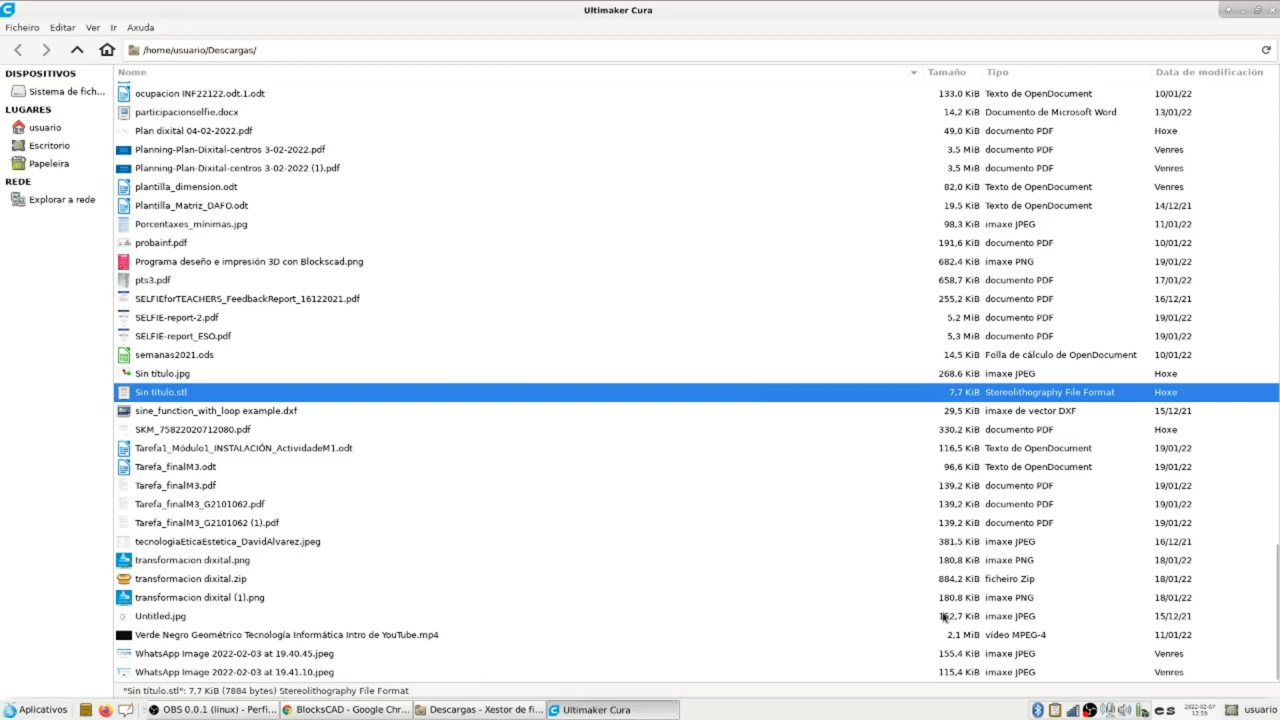 Ultimaker Cura
Ficheiro Editar Ver Ir Axuda
/home/usuario/Descargas/
DISPOSITIVOS
Sistema de fich...
LUGARES
usuario
Escritorio
Papeleira
REDE
Explorar a rede
Nome Tamaño Tipo Data de modificación
ocupacion INF22122.odt.1.odt 133,0 KiB Texto de OpenDocument 10/01/22
participacionselfie.docx 14,2 KiB Documento de Microsoft Word 13/01/22
Plan dixital 04-02-2022.pdf 49,0 KiB documento PDF Hoxe
Planning-Plan-Dixital-centros 3-02-2022.pdf 3,5 MiB documento PDF Venres
Planning-Plan-Dixital-centros 3-02-2022 (1).pdf 3,5 MiB documento PDF Venres
plantilla_dimension.odt 82,0 KiB Texto de OpenDocument Venres
Plantilla_Matriz_DAFO.odt 19,5 KiB Texto de OpenDocument 14/12/21
Porcentaxes_mínimas.jpg 98,3 KiB imaxe JPEG 11/01/22
probainf.pdf 191,6 KiB documento PDF 10/01/22
Programa deseño e impresión 3D con Blockscad.png 682,4 KiB imaxe PNG 19/01/22
pts3.pdf 658,7 KiB documento PDF 17/01/22
SELFIEforTEACHERS_FeedbackReport_16122021.pdf 255,2 KiB documento PDF 16/12/21
SELFIE-report-2.pdf 5,2 MiB documento PDF 19/01/22
SELFIE-report_ESO.pdf 5,3 MiB documento PDF 19/01/22
semanas2021.ods 14,5 KiB Folla de cálculo de OpenDocument 10/01/22
Sin título.jpg 268,6 KiB imaxe JPEG Hoxe
Sin título.stl 7,7 KiB Stereolithography File Format Hoxe
sine_function_with_loop example.dxf 29,5 KiB imaxe de vector DXF 15/12/21
SKM_75822020712080.pdf 330,2 KiB documento PDF Hoxe
Tarefa1_Módulo1_INSTALACIÓN_ActividadeM1.odt 116,5 KiB Texto de OpenDocument 19/01/22
Tarefa_finalM3.odt 96,6 KiB Texto de OpenDocument 19/01/22
Tarefa_finalM3.pdf 139,2 KiB documento PDF 19/01/22
Tarefa_finalM3_G2101062.pdf 139,2 KiB documento PDF 19/01/22
Tarefa_finalM3_G2101062 (1).pdf 139,2 KiB documento PDF 19/01/22
tecnologiaEticaEstetica_DavidAlvarez.jpeg 381,5 KiB imaxe JPEG 16/12/21
transformacion dixital.png 180,8 KiB imaxe PNG 18/01/22
transformacion dixital.zip 884,2 KiB ficheiro Zip 18/01/22
transformacion dixital (1).png 180,8 KiB imaxe PNG 18/01/22
Untitled.jpg KiB imaxe JPEG 15/12/21
Verde Negro Geométrico Tecnología Informática Intro de YouTube.mp4 2,1 MiB vídeo MPEG-4 11/01/22
WhatsApp Image 2022-02-03 at 19.40.45.jpeg 155,4 KiB imaxe JPEG Venres
WhatsApp Image 2022-02-03 at 19.41.10.jpeg 115,4 KiB imaxe JPEG Venres
"Sin título.stl": 7,7 KiB (7884 bytes) Stereolithography File Format
Aplicativos OBS 0.0.1 (linux) - Perfi... BlocksCAD - Google Chr... Descargas - Xestor de fi... Ultimaker Cura es 2022-02-07 usuario
12:59